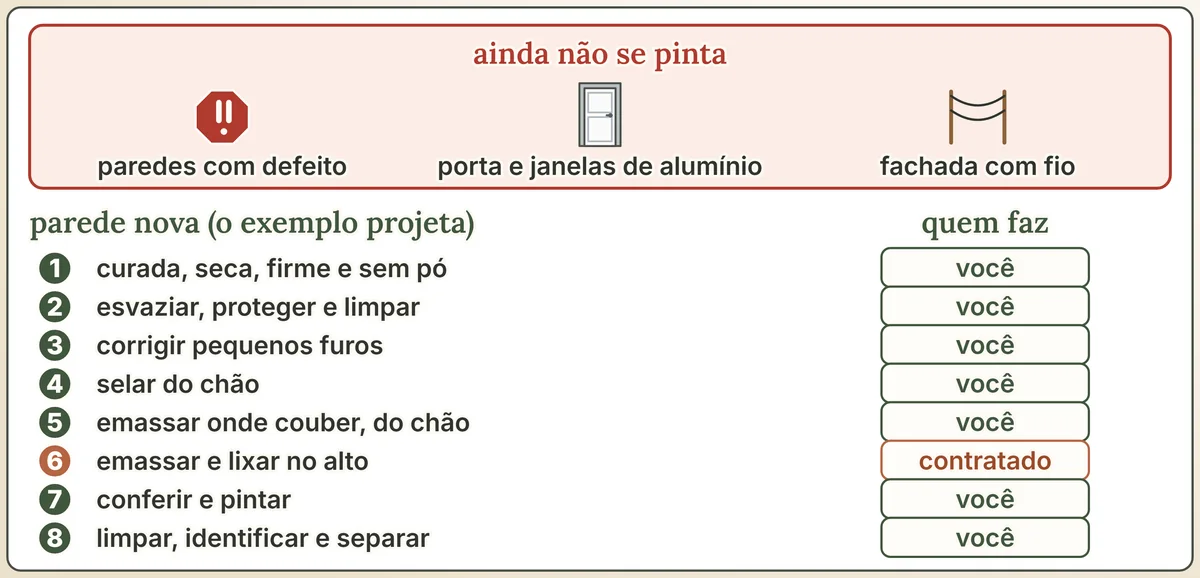 ainda não se pinta
paredes com defeito
porta e janelas de alumínio
fachada com fio
parede nova (o exemplo projeta)
quem faz
1 curada, seca, firme e sem pó você
2 esvaziar, proteger e limpar você
3 corrigir pequenos furos você
4 selar do chão você
5 emassar onde couber, do chão você
6 emassar e lixar no alto contratado
7 conferir e pintar você
8 limpar, identificar e separar você